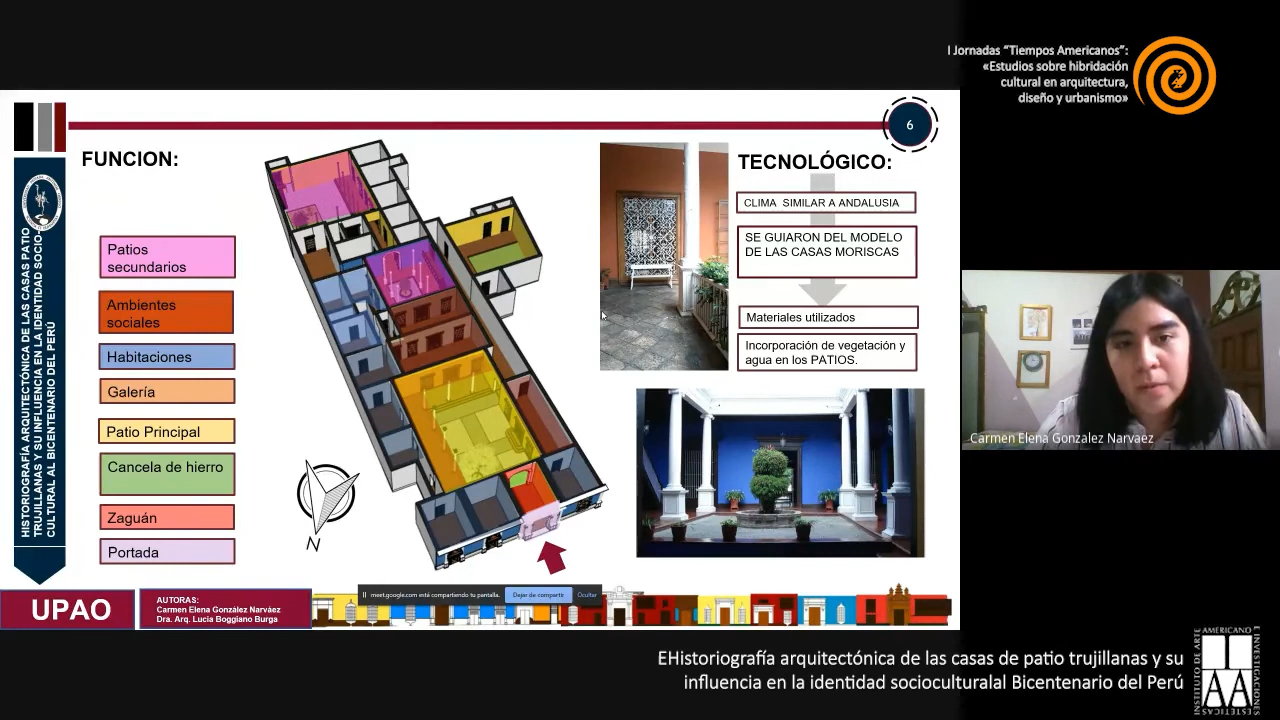 I Jornadas “Tiempos Americanos”:
«Estudios sobre hibridación
cultural en arquitectura,
diseño y urbanismo»
6
FUNCION:
Patios
secundarios
Ambientes
sociales
Habitaciones
Galería
Patio Principal
Cancela de hierro
Zaguán
Portada
N
TECNOLÓGICO:
CLIMA SIMILAR A ANDALUSIA
SE GUIARON DEL MODELO
DE LAS CASAS MORISCAS
Materiales utilizados
Incorporación de vegetación y
agua en los PATIOS.
HISTORIOGRAFÍA ARQUITECTÓNICA DE LAS CASAS PATIO
TRUJILLANAS Y SU INFLUENCIA EN LA IDENTIDAD SOCIO-
CULTURAL AL BICENTENARIO DEL PERÚ
UPAO
AUTORAS:
Carmen Elena González Narváez
Dra. Arq. Lucía Boggiano Burga
meet.google.com está compartiendo tu pantalla.
Dejar de compartir
Ocultar
Carmen Elena Gonzalez Narvaez
EHistoriografía arquitectónica de las casas de patio trujillanas y su
influencia en la identidad socioculturalal Bicentenario del Perú
INSTITUTO DE ARTE
AMERICANO
E INVESTIGACIONES
ESTÉTICAS
IAA